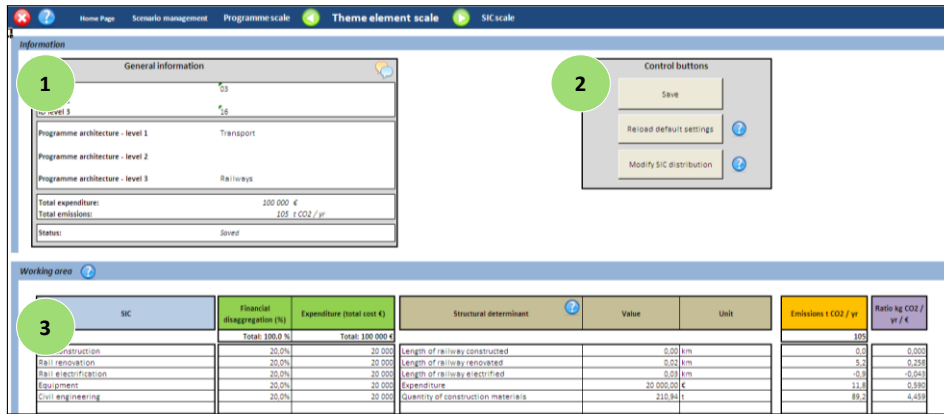 Home Page Scenario management Programme scale Theme element scale SIC scale
Information
General information
03
ID level 3 16
Programme architecture - level 1 Transport
Programme architecture - level 2
Programme architecture - level 3 Railways
Total expenditure: 100 000 €
Total emissions: 105 t CO2 / yr
Status: Saved
1
Control buttons
Save
Reload default settings
Modify SIC distribution
2
Working area
SIC Financial disaggregation (%) Expenditure (total cost €) Structural determinant Value Unit Emissions t CO2 / yr Ratio kg CO2 / yr / €
Total: 100,0 % Total: 100 000 € 105
3
construction 20,0% 20 000 Length of railway constructed 0,00 km 0,0 0,000
Rail renovation 20,0% 20 000 Length of railway renovated 0,02 km 5,2 0,258
Rail electrification 20,0% 20 000 Length of railway electrified 0,03 km -0,9 -0,043
Equipment 20,0% 20 000 Expenditure 20 000,00 € 11,8 0,590
Civil engineering 20,0% 20 000 Quantity of construction materials 210,94 t 89,2 4,459